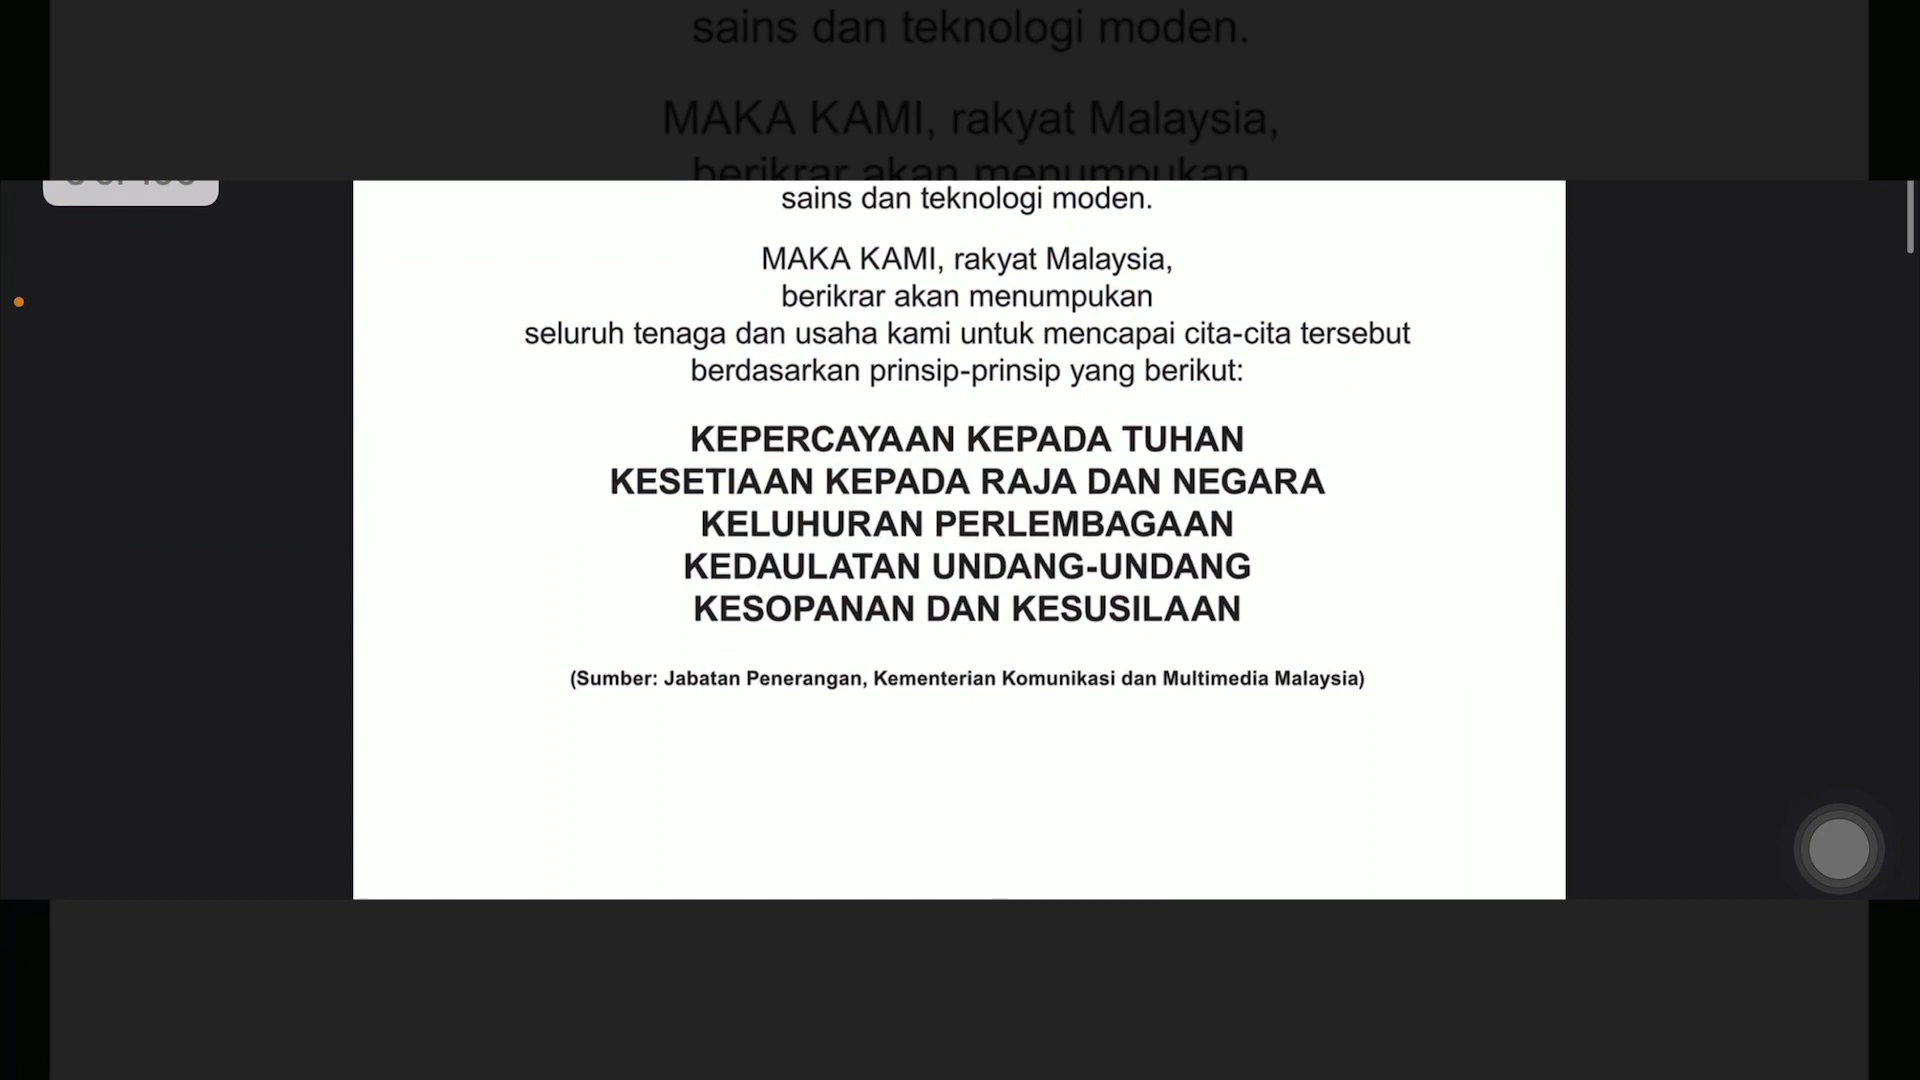 sains dan teknologi moden.
MAKA KAMI, rakyat Malaysia,
berikrar akan menumpukan
sains dan teknologi moden.
MAKA KAMI, rakyat Malaysia,
berikrar akan menumpukan
seluruh tenaga dan usaha kami untuk mencapai cita-cita tersebut
berdasarkan prinsip-prinsip yang berikut:
KEPERCAYAAN KEPADA TUHAN
KESETIAAN KEPADA RAJA DAN NEGARA
KELUHURAN PERLEMBAGAAN
KEDAULATAN UNDANG-UNDANG
KESOPANAN DAN KESUSILAAN
(Sumber: Jabatan Penerangan, Kementerian Komunikasi dan Multimedia Malaysia)